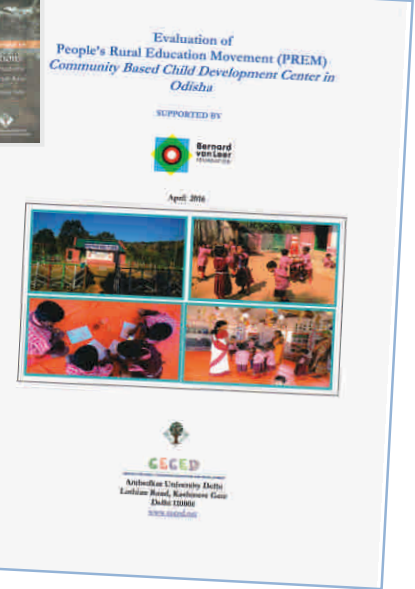 Evaluation of
People's Rural Education Movement (PREM)
Community Based Child Development Center in
Odisha
SUPPORTED BY
Bernard
van Leer
FOUNDATION
April 2016
CECED
Ambedkar University Delhi
Lothian Road, Kashmere Gate
Delhi 110006